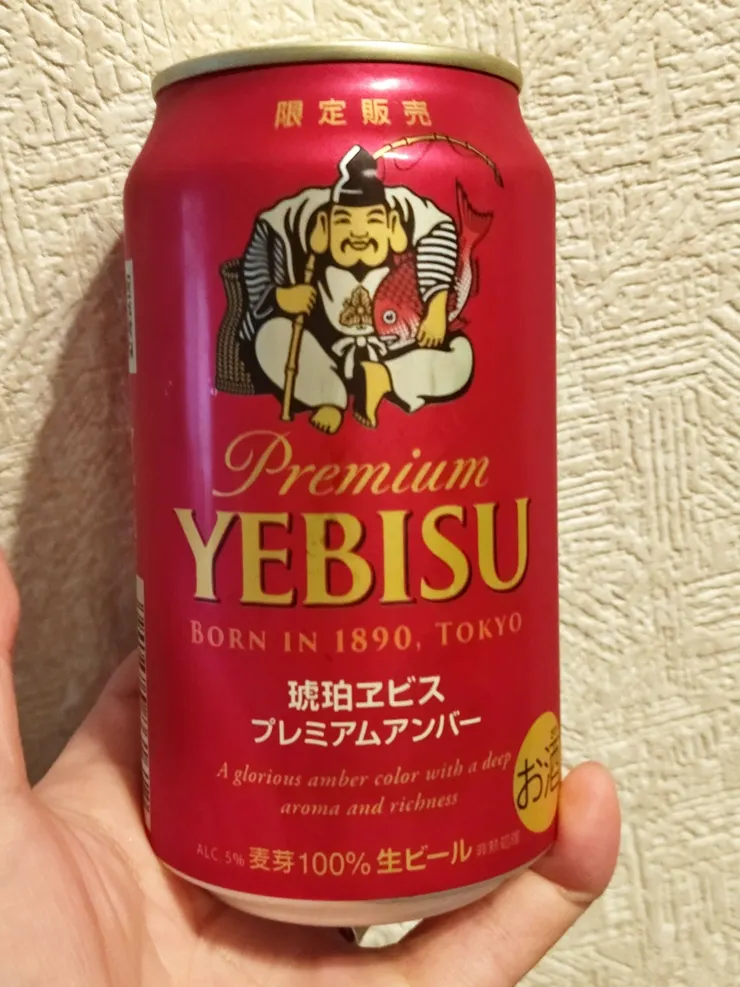 限定販売
Premium
YEBISU
BORN IN 1890, TOKYO
琥珀ヱビス
プレミアムアンバー
A glorious amber color with a deep
aroma and richness
お酒
ALC.5% 麦芽100% 生ビール 非熱処理